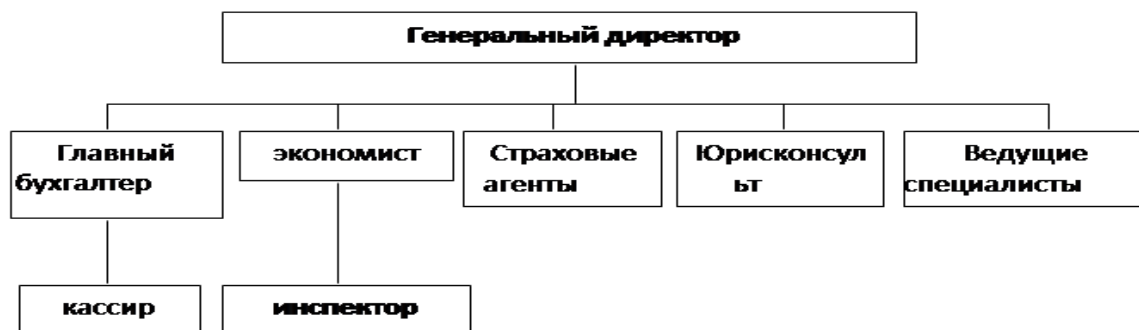 Генеральный директор
Главный
бухгалтер
экономист
Страховые
агенты
Юрисконсул
ьт
Ведущие
специалисты
кассир
инспектор